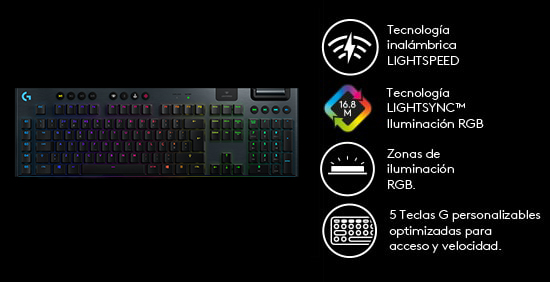 Tecnología
inalámbrica
LIGHTSPEED
16.8
M
Tecnología
LIGHTSYNC™
Iluminación RGB
Zonas de
iluminación
RGB.
5 Teclas G personalizables
optimizadas para
acceso y velocidad.